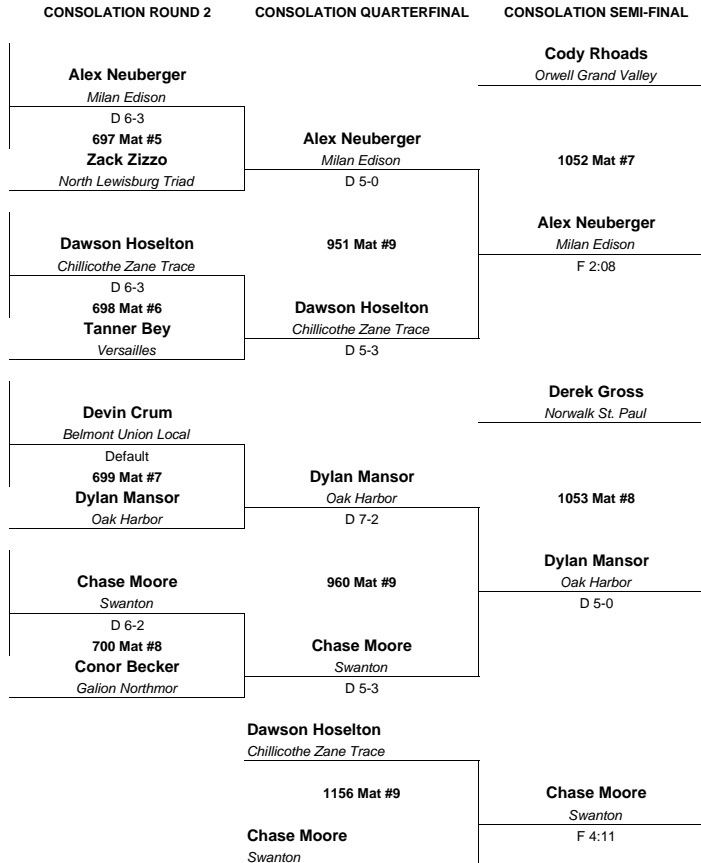 CONSOLATION ROUND 2
CONSOLATION QUARTERFINAL
CONSOLATION SEMI-FINAL
Alex Neuberger
Milan Edison
D 6-3
697 Mat #5
Zack Zizzo
North Lewisburg Triad
Dawson Hoselton
Chillicothe Zane Trace
D 6-3
698 Mat #6
Tanner Bey
Versailles
Devin Crum
Belmont Union Local
Default
699 Mat #7
Dylan Mansor
Oak Harbor
Chase Moore
Swanton
D 6-2
700 Mat #8
Conor Becker
Galion Northmor
Alex Neuberger
Milan Edison
D 5-0
951 Mat #9
Dawson Hoselton
Chillicothe Zane Trace
D 5-3
Dylan Mansor
Oak Harbor
D 7-2
960 Mat #9
Chase Moore
Swanton
D 5-3
Cody Rhoads
Orwell Grand Valley
1052 Mat #7
Alex Neuberger
Milan Edison
F 2:08
Derek Gross
Norwalk St. Paul
1053 Mat #8
Dylan Mansor
Oak Harbor
D 5-0
Dawson Hoselton
Chillicothe Zane Trace
1156 Mat #9
Chase Moore
Swanton
Chase Moore
Swanton
F 4:11